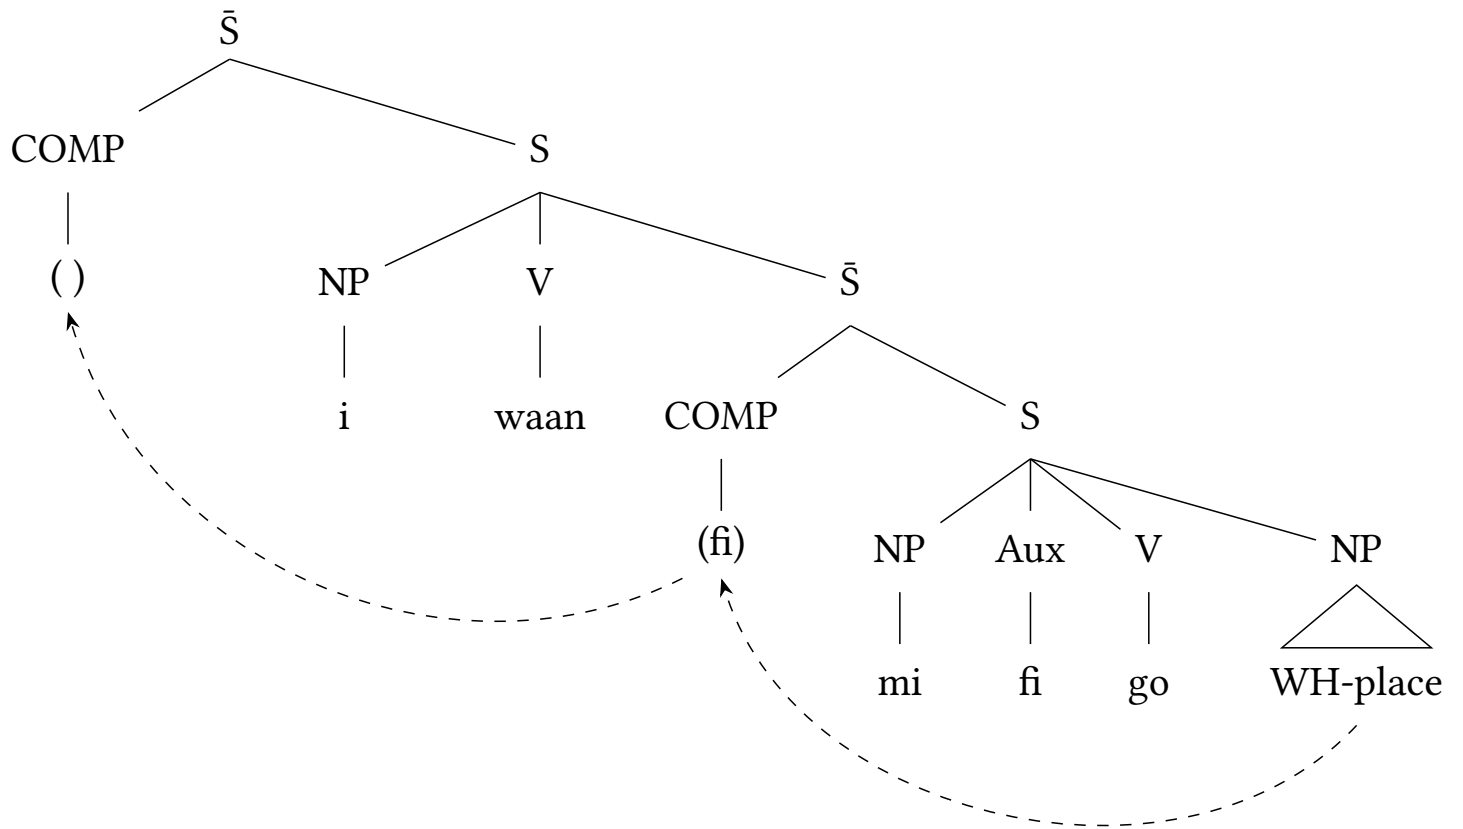 S̄
COMP S
( ) NP V S̄
i waan COMP S
(fi) NP Aux V NP
mi fi go WH-place